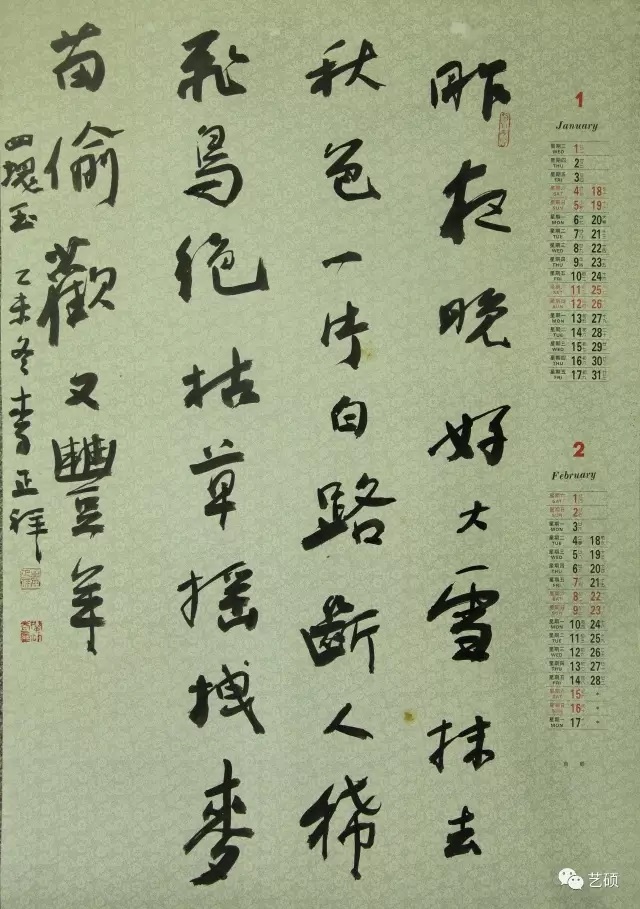 昨夜晚好大雪抹去
秋色一片白路斷人稀
飛鳥絶枯草摇拽麥
苗偷觀又豐年
四塊玉 乙未冬李正祥
1
January
星期三 WED 1
星期四 THU 2
星期五 FRI 3
星期六 SAT 4 18
星期日 SUN 5 19
星期一 MON 6 20
星期二 TUE 7 21
星期三 WED 8 22
星期四 THU 9 23
星期五 FRI 10 24
星期六 SAT 11 25
星期日 SUN 12 26
星期一 MON 13 27
星期二 TUE 14 28
星期三 WED 15 29
星期四 THU 16 30
星期五 FRI 17 31
2
February
星期六 SAT 1
星期日 SUN 2
星期一 MON 3
星期二 TUE 4 18
星期三 WED 5 19
星期四 THU 6 20
星期五 FRI 7 21
星期六 SAT 8 22
星期日 SUN 9 23
星期一 MON 10 24
星期二 TUE 11 25
星期三 WED 12 26
星期四 THU 13 27
星期五 FRI 14 28
星期六 SAT 15
星期日 SUN 16
星期一 MON 17
艺硕